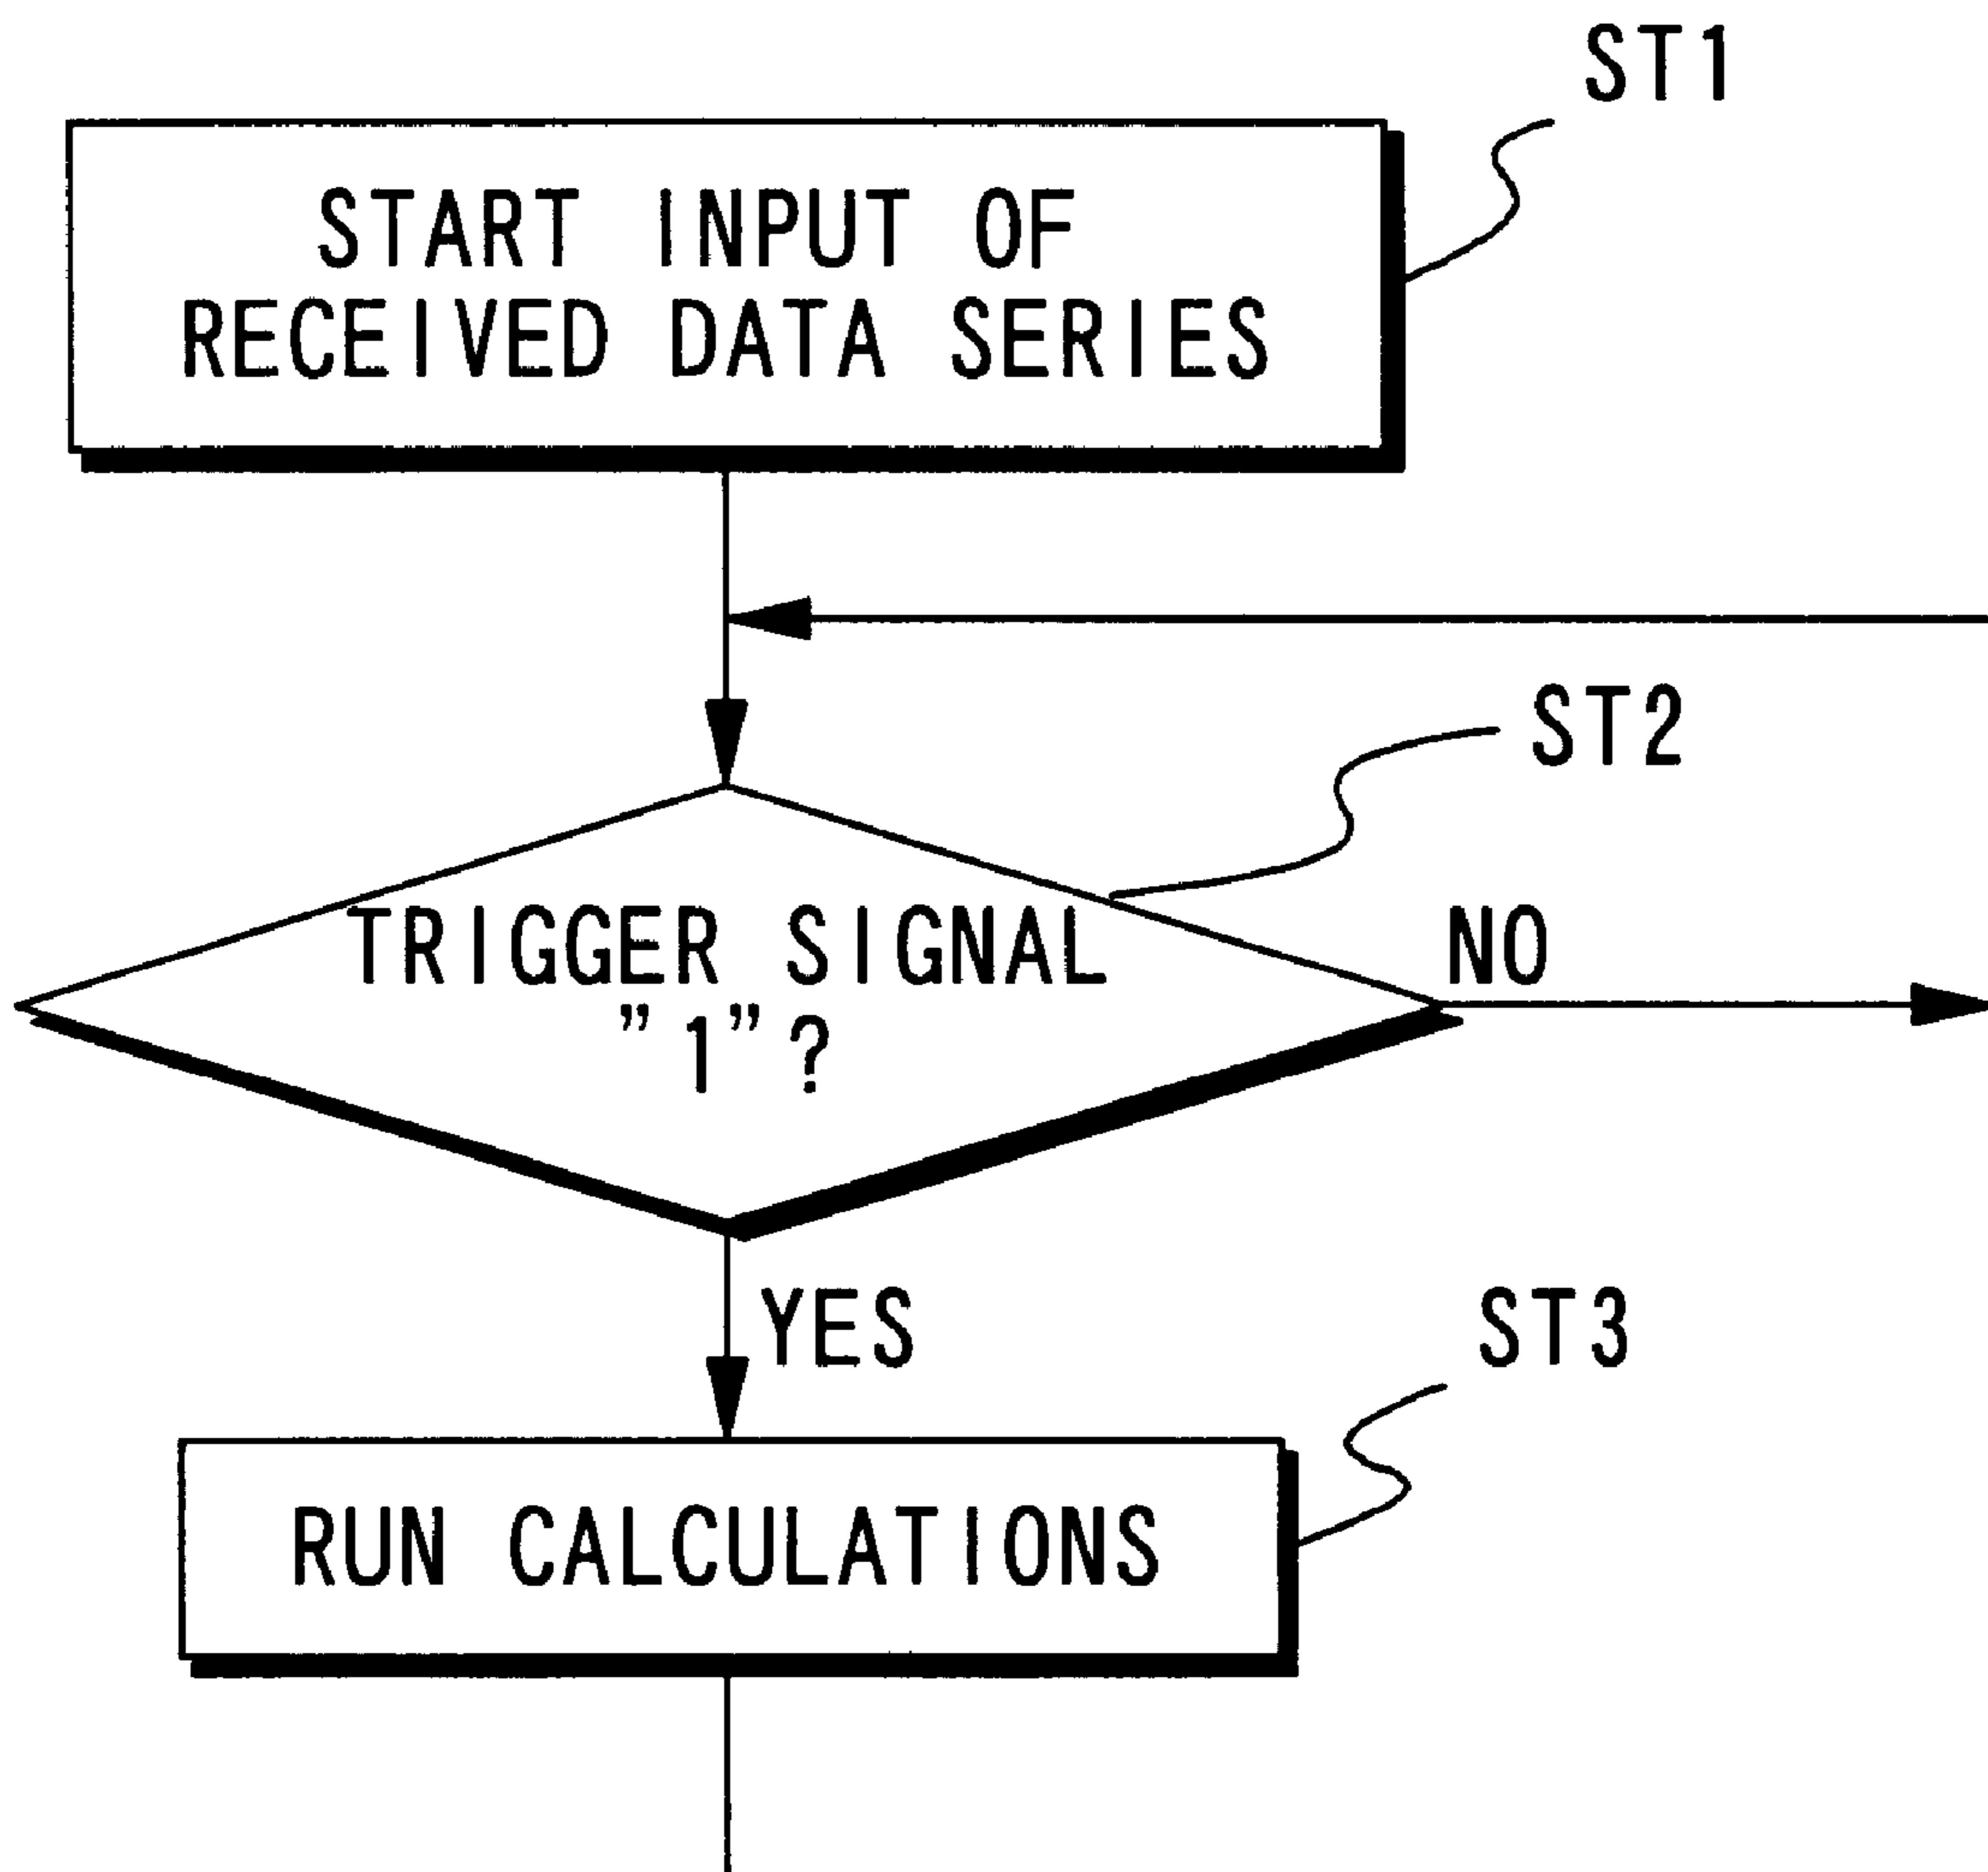 ST1
START INPUT OF
RECEIVED DATA SERIES
ST2
TRIGGER SIGNAL
"1"?
NO
YES
ST3
RUN CALCULATIONS